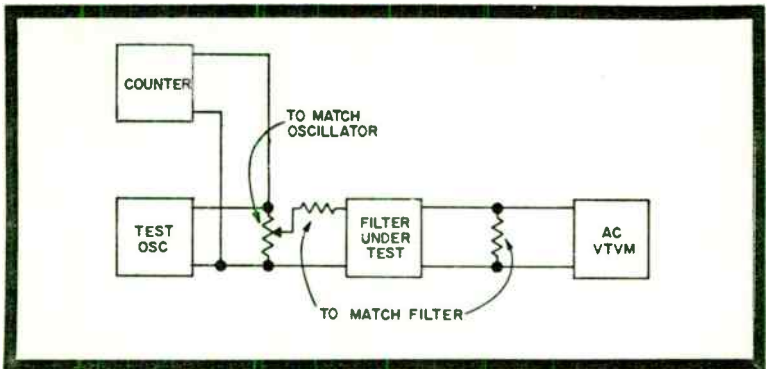 COUNTER
TO MATCH
OSCILLATOR
TEST
OSC
FILTER
UNDER
TEST
AC
VTVM
TO MATCH FILTER